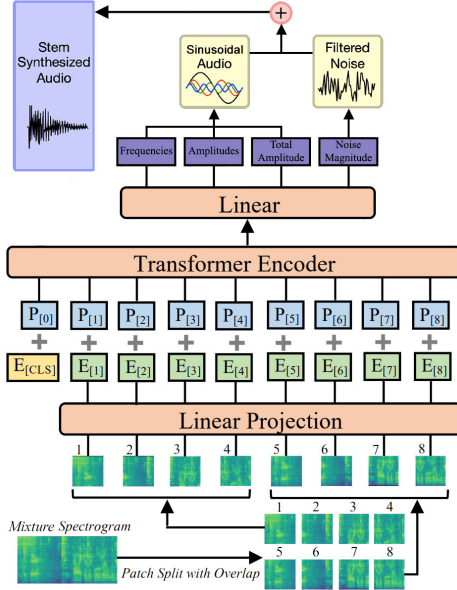 +
Stem
Synthesized
Audio
Sinusoidal
Audio
Filtered
Noise
Frequencies
Amplitudes
Total
Amplitude
Noise
Magnitude
Linear
Transformer Encoder
P[0] P[1] P[2] P[3] P[4] P[5] P[6] P[7] P[8]
+ + + + + + + + +
E[CLS] E[1] E[2] E[3] E[4] E[5] E[6] E[7] E[8]
Linear Projection
1 2 3 4 5 6 7 8
1 2 3 4
Mixture Spectrogram
5 6 7 8
Patch Split with Overlap